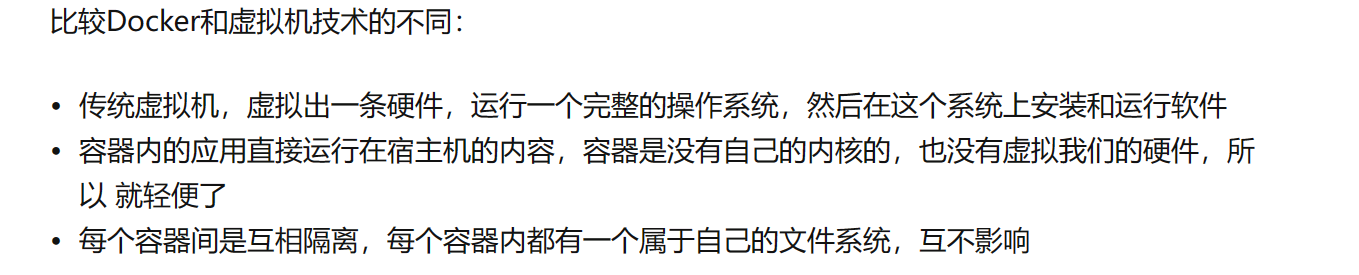 比较Docker和虚拟机技术的不同：
• 传统虚拟机，虚拟出一条硬件，运行一个完整的操作系统，然后在这个系统上安装和运行软件
• 容器内的应用直接运行在宿主机的内容，容器是没有自己的内核的，也没有虚拟我们的硬件，所
以 就轻便了
• 每个容器间是互相隔离，每个容器内都有一个属于自己的文件系统，互不影响